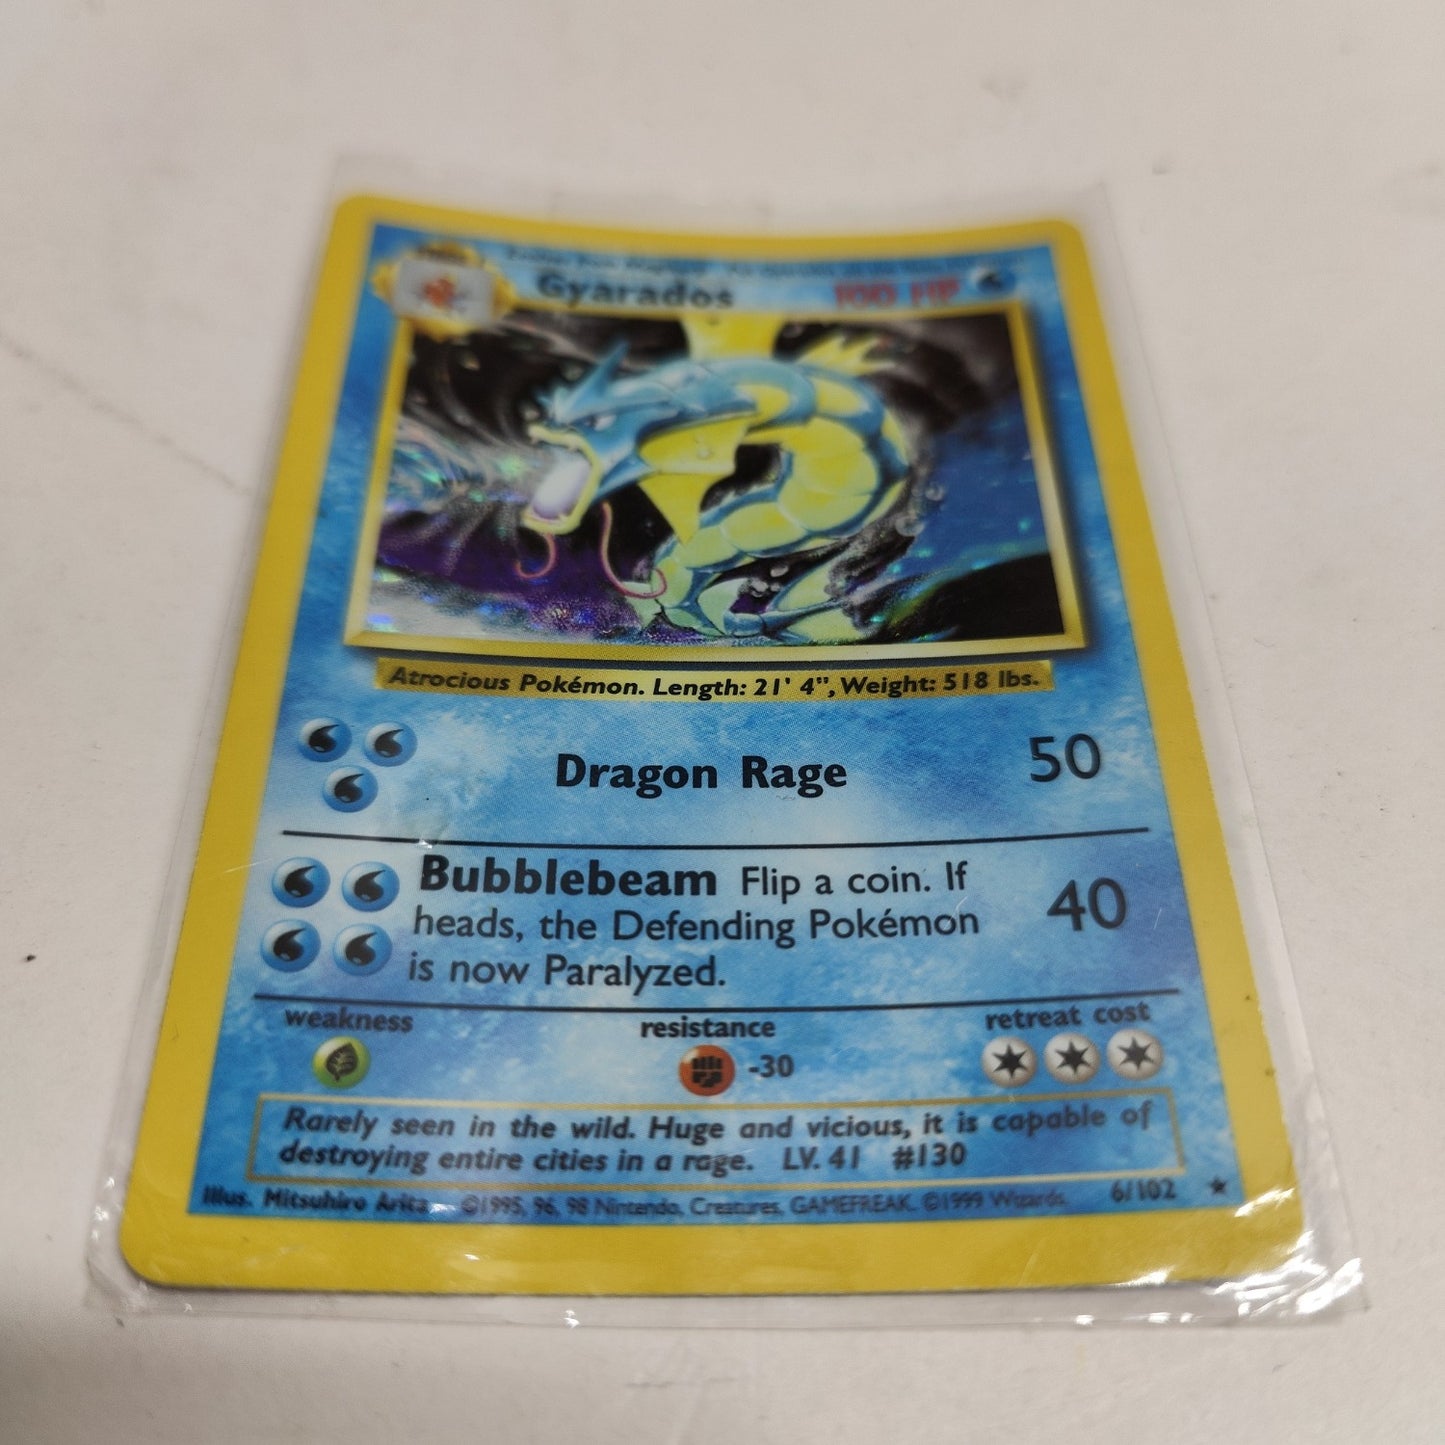 Gyarados 100 HP
Atrocious Pokémon. Length: 21' 4", Weight: 518 lbs.
Dragon Rage 50
Bubblebeam Flip a coin. If
heads, the Defending Pokémon
is now Paralyzed.
40
weakness resistance retreat cost
-30
Rarely seen in the wild. Huge and vicious, it is capable of
destroying entire cities in a rage. LV. 41 #130
Illus. Mitsuhiro Arita ©1995, 96, 98 Nintendo, Creatures, GAMEFREAK. ©1999 Wizards. 6/102